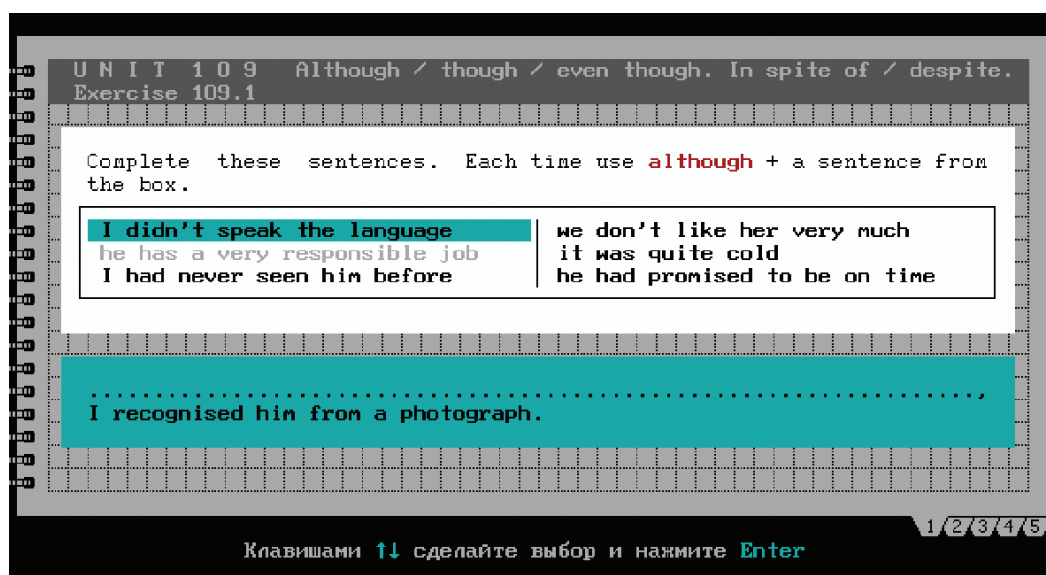 U N I T 1 0 9 Although / though / even though. In spite of / despite.
Exercise 109.1
Complete these sentences. Each time use although + a sentence from
the box.
I didn't speak the language
he has a very responsible job
I had never seen him before
we don't like her very much
it was quite cold
he had promised to be on time
......................................................................,
I recognised him from a photograph.
1/2/3/4/5
Клавишами ↑↓ сделайте выбор и нажмите Enter